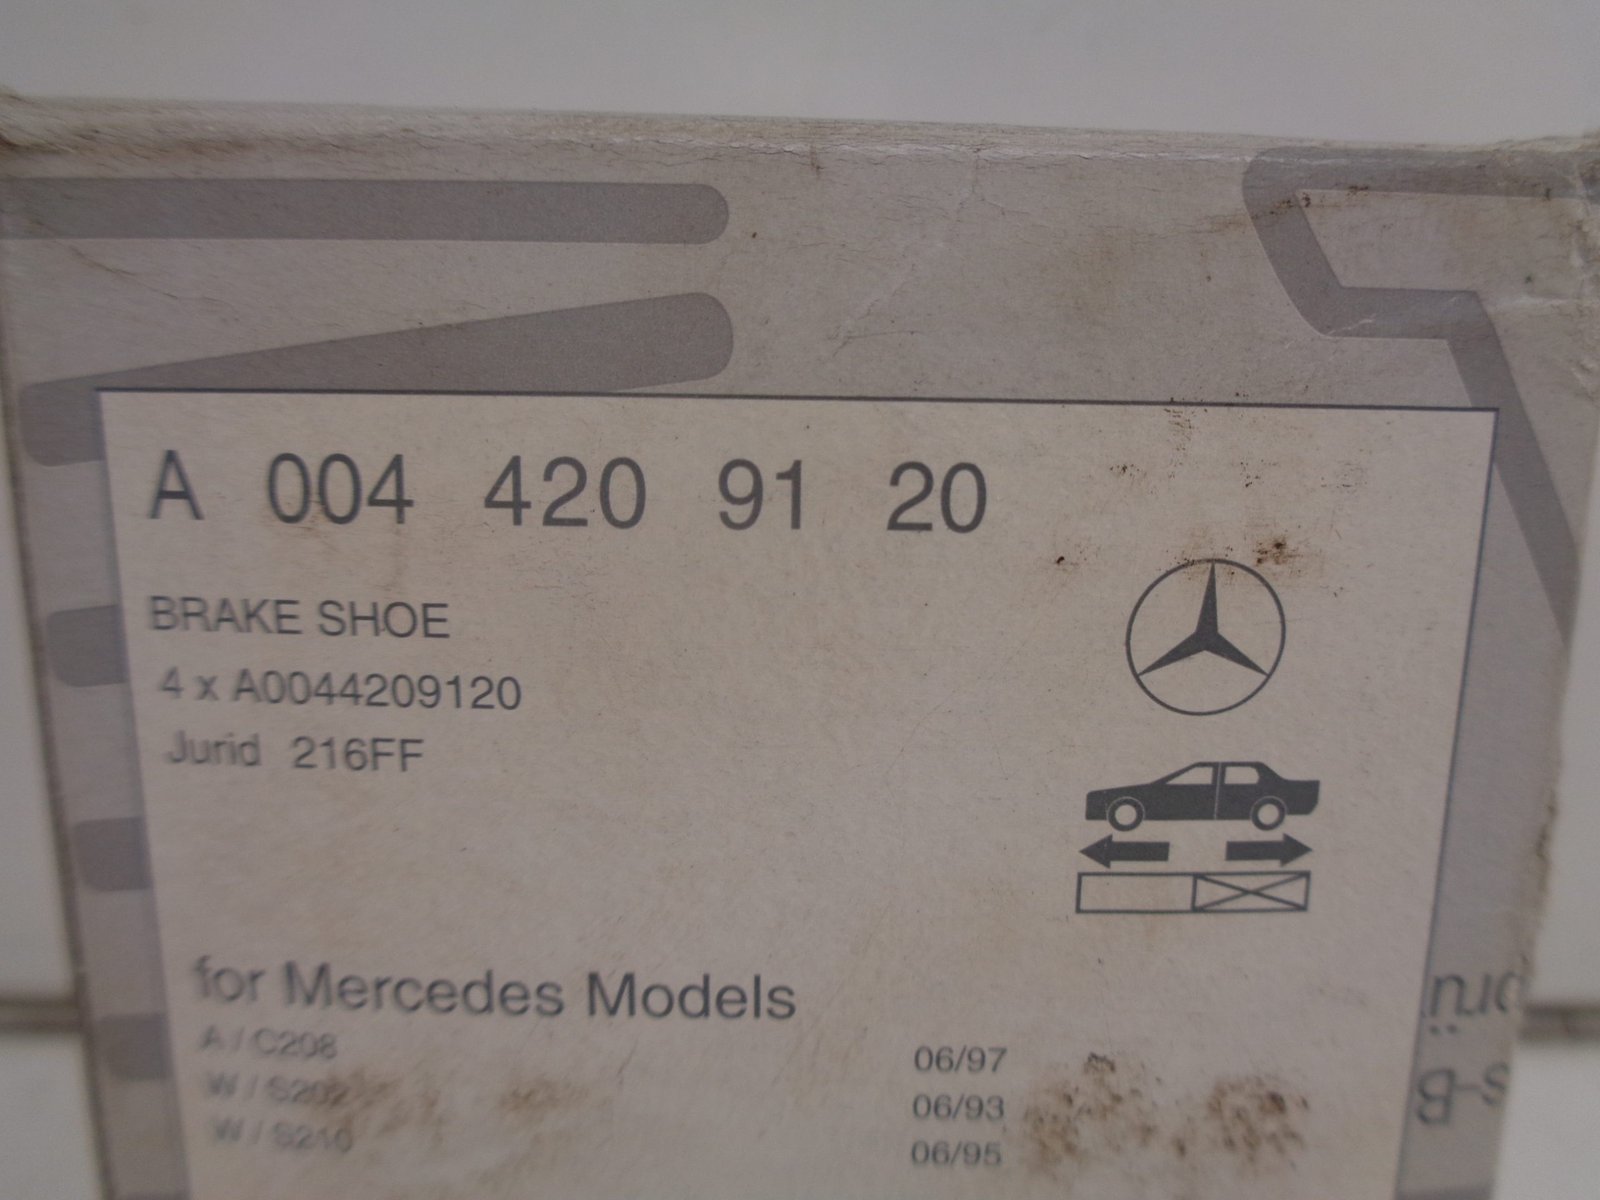 A 004 420 91 20
BRAKE SHOE
4 x A0044209120
Jurid 216FF
for Mercedes Models
A / C208 06/97
W / S202 06/93
W / S210 06/95